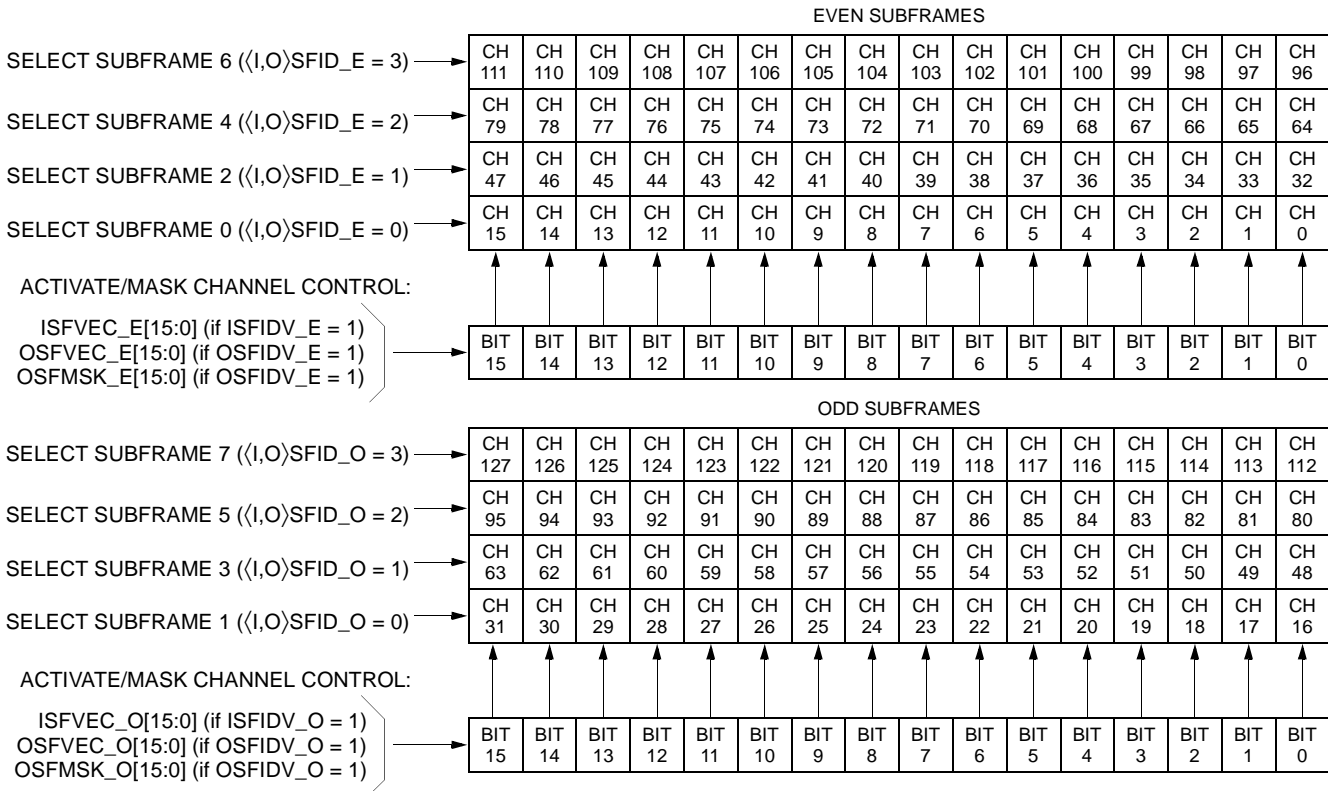 EVEN SUBFRAMES
SELECT SUBFRAME 6 (⟨I,O⟩SFID_E = 3) CH 111 CH 110 CH 109 CH 108 CH 107 CH 106 CH 105 CH 104 CH 103 CH 102 CH 101 CH 100 CH 99 CH 98 CH 97 CH 96
SELECT SUBFRAME 4 (⟨I,O⟩SFID_E = 2) CH 79 CH 78 CH 77 CH 76 CH 75 CH 74 CH 73 CH 72 CH 71 CH 70 CH 69 CH 68 CH 67 CH 66 CH 65 CH 64
SELECT SUBFRAME 2 (⟨I,O⟩SFID_E = 1) CH 47 CH 46 CH 45 CH 44 CH 43 CH 42 CH 41 CH 40 CH 39 CH 38 CH 37 CH 36 CH 35 CH 34 CH 33 CH 32
SELECT SUBFRAME 0 (⟨I,O⟩SFID_E = 0) CH 15 CH 14 CH 13 CH 12 CH 11 CH 10 CH 9 CH 8 CH 7 CH 6 CH 5 CH 4 CH 3 CH 2 CH 1 CH 0
ACTIVATE/MASK CHANNEL CONTROL:
ISFVEC_E[15:0] (if ISFIDV_E = 1)
OSFVEC_E[15:0] (if OSFIDV_E = 1)
OSFMSK_E[15:0] (if OSFIDV_E = 1)
BIT 15 BIT 14 BIT 13 BIT 12 BIT 11 BIT 10 BIT 9 BIT 8 BIT 7 BIT 6 BIT 5 BIT 4 BIT 3 BIT 2 BIT 1 BIT 0
ODD SUBFRAMES
SELECT SUBFRAME 7 (⟨I,O⟩SFID_O = 3) CH 127 CH 126 CH 125 CH 124 CH 123 CH 122 CH 121 CH 120 CH 119 CH 118 CH 117 CH 116 CH 115 CH 114 CH 113 CH 112
SELECT SUBFRAME 5 (⟨I,O⟩SFID_O = 2) CH 95 CH 94 CH 93 CH 92 CH 91 CH 90 CH 89 CH 88 CH 87 CH 86 CH 85 CH 84 CH 83 CH 82 CH 81 CH 80
SELECT SUBFRAME 3 (⟨I,O⟩SFID_O = 1) CH 63 CH 62 CH 61 CH 60 CH 59 CH 58 CH 57 CH 56 CH 55 CH 54 CH 53 CH 52 CH 51 CH 50 CH 49 CH 48
SELECT SUBFRAME 1 (⟨I,O⟩SFID_O = 0) CH 31 CH 30 CH 29 CH 28 CH 27 CH 26 CH 25 CH 24 CH 23 CH 22 CH 21 CH 20 CH 19 CH 18 CH 17 CH 16
ACTIVATE/MASK CHANNEL CONTROL:
ISFVEC_O[15:0] (if ISFIDV_O = 1)
OSFVEC_O[15:0] (if OSFIDV_O = 1)
OSFMSK_O[15:0] (if OSFIDV_O = 1)
BIT 15 BIT 14 BIT 13 BIT 12 BIT 11 BIT 10 BIT 9 BIT 8 BIT 7 BIT 6 BIT 5 BIT 4 BIT 3 BIT 2 BIT 1 BIT 0